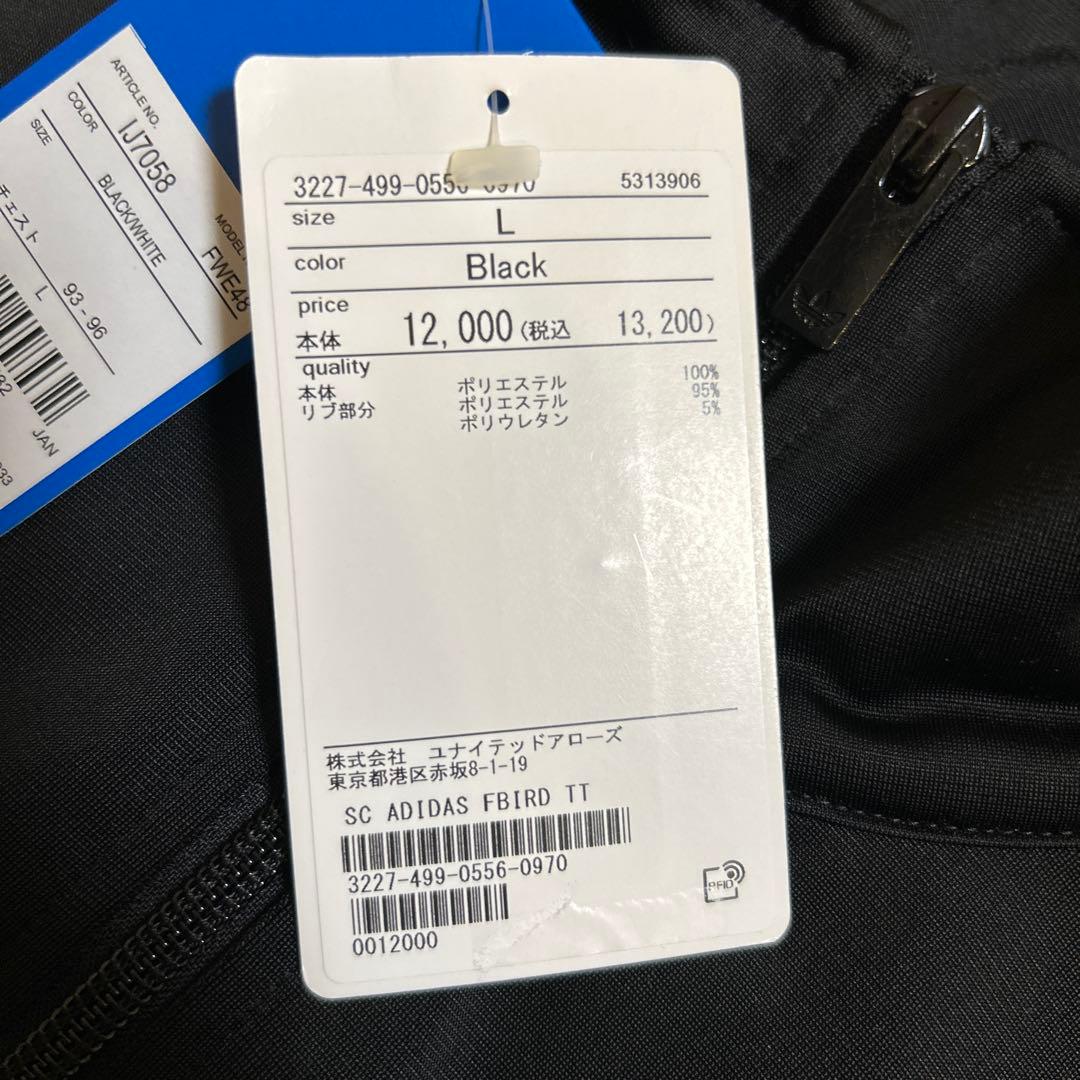 ARTICLE NO.
IJ7058
MODEL
FWE48
COLOR
BLACK/WHITE
SIZE
L
チェスト
93 - 96
JAN
3227-499-0556-0970 5313906
size L
color Black
price
本体 12,000(税込 13,200)
quality
本体 ポリエステル 100%
リブ部分 ポリエステル 95%
ポリウレタン 5%
株式会社 ユナイテッドアローズ
東京都港区赤坂8-1-19
SC ADIDAS FBIRD TT
3227-499-0556-0970
0012000
RFID